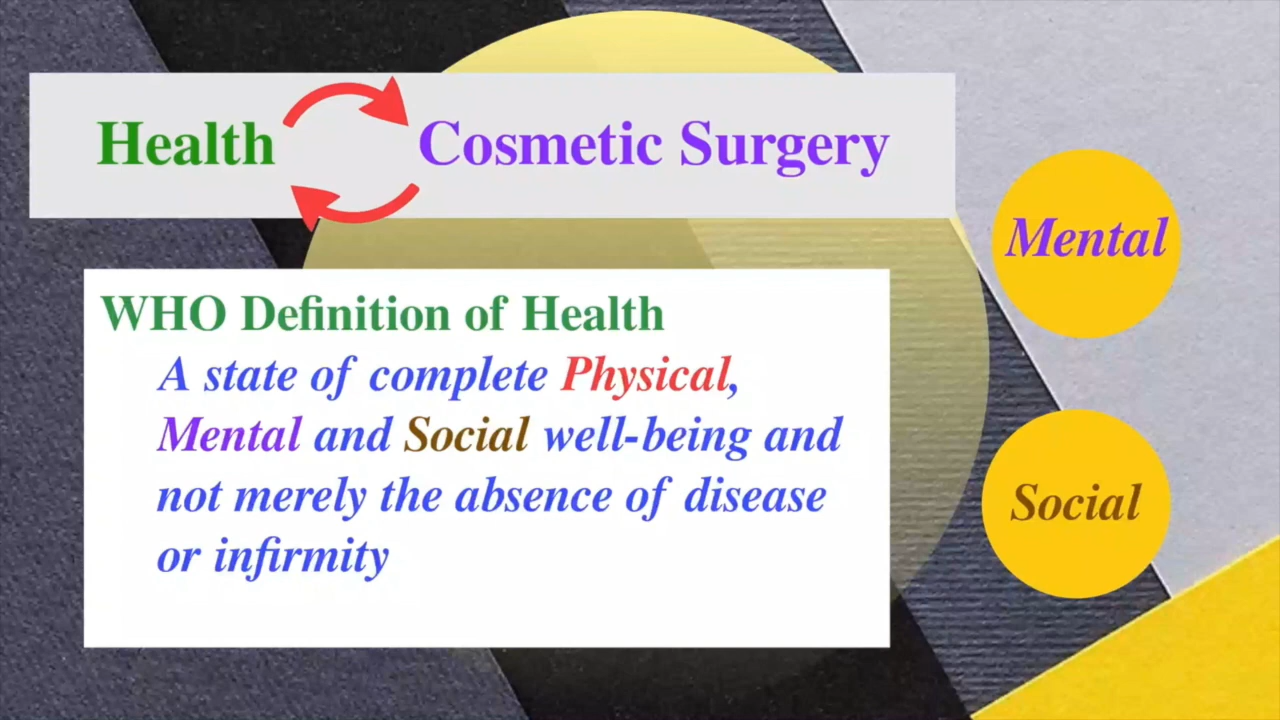 Health Cosmetic Surgery
WHO Definition of Health
A state of complete Physical,
Mental and Social well-being and
not merely the absence of disease
or infirmity
Mental
Social